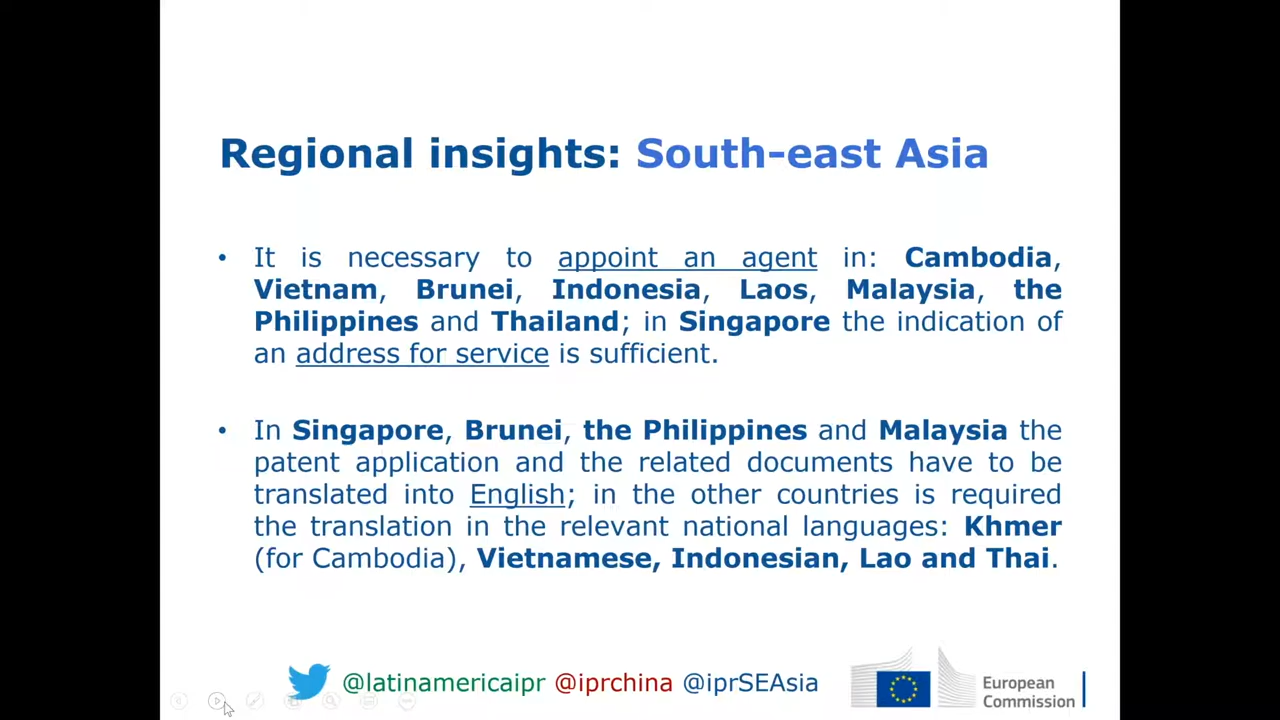 Regional insights: South-east Asia
• It is necessary to appoint an agent in: Cambodia,
Vietnam, Brunei, Indonesia, Laos, Malaysia, the
Philippines and Thailand; in Singapore the indication of
an address for service is sufficient.
• In Singapore, Brunei, the Philippines and Malaysia the
patent application and the related documents have to be
translated into English; in the other countries is required
the translation in the relevant national languages: Khmer
(for Cambodia), Vietnamese, Indonesian, Lao and Thai.
@latinamericaipr @iprchina @iprSEAsia
European
Commission